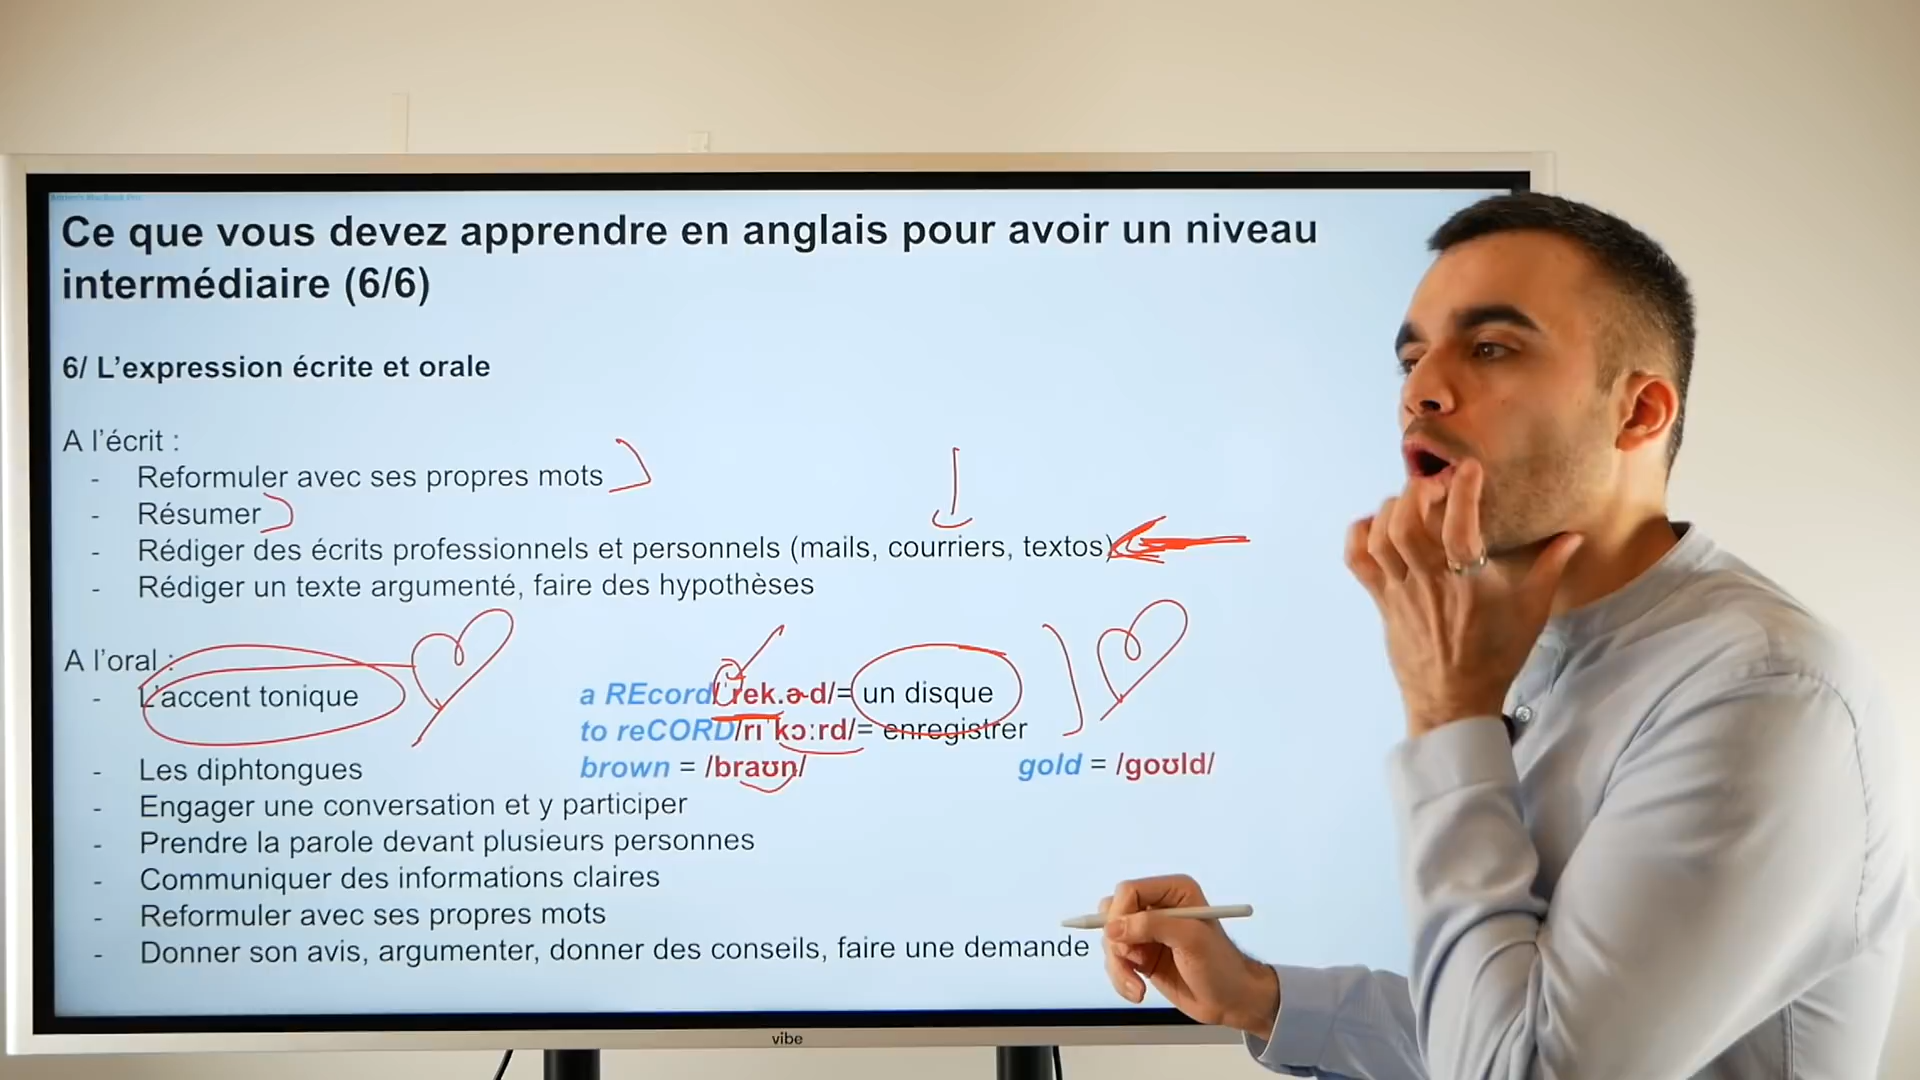 Ce que vous devez apprendre en anglais pour avoir un niveau
intermédiaire (6/6)
6/ L'expression écrite et orale
A l'écrit :
- Reformuler avec ses propres mots
- Résumer
- Rédiger des écrits professionnels et personnels (mails, courriers, textos)
- Rédiger un texte argumenté, faire des hypothèses
A l'oral :
- L'accent tonique
a REcord/ˈrek.ɚd/= un disque
to reCORD/rɪˈkɔːrd/= enregistrer
- Les diphtongues
brown = /braʊn/ gold = /goʊld/
- Engager une conversation et y participer
- Prendre la parole devant plusieurs personnes
- Communiquer des informations claires
- Reformuler avec ses propres mots
- Donner son avis, argumenter, donner des conseils, faire une demande
vibe